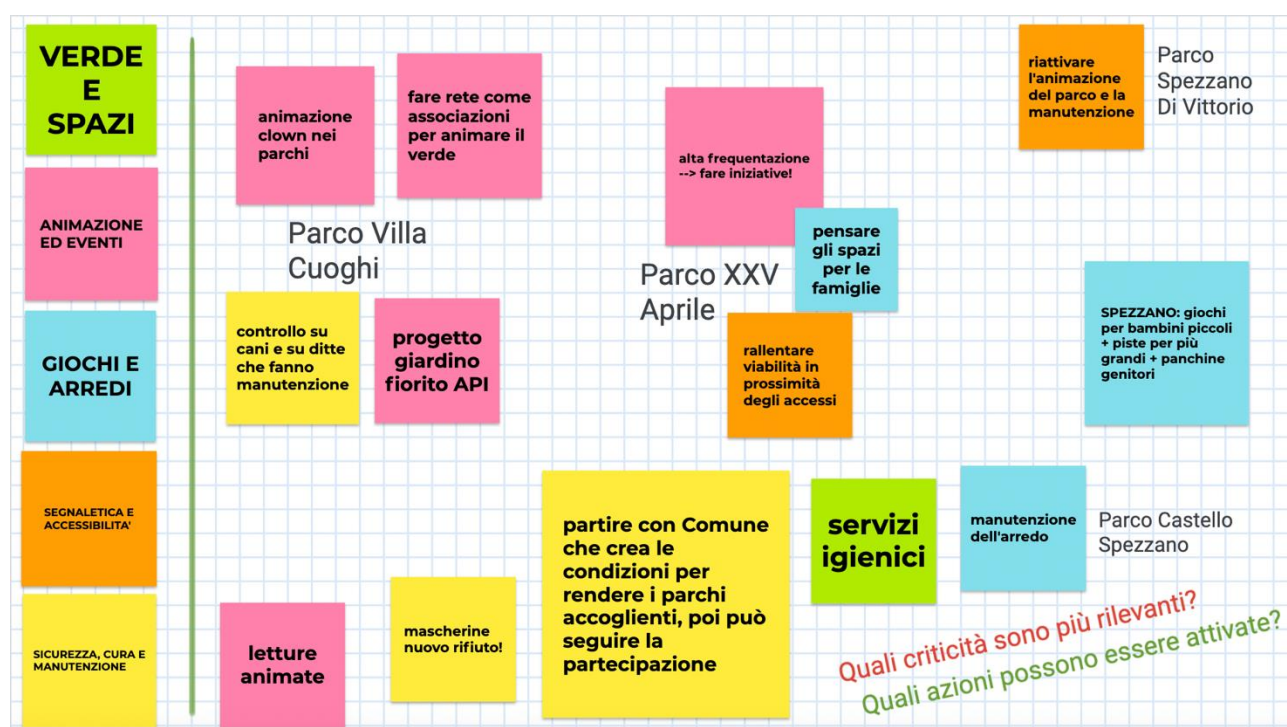 VERDE
E
SPAZI
ANIMAZIONE
ED EVENTI
GIOCHI E
ARREDI
SEGNALETICA E
ACCESSIBILITA'
SICUREZZA, CURA E
MANUTENZIONE
animazione
clown nei
parchi
fare rete come
associazioni
per animare il
verde
Parco Villa
Cuoghi
controllo su
cani e su ditte
che fanno
manutenzione
progetto
giardino
fiorito API
letture
animate
mascherine
nuovo rifiuto!
alta frequentazione
--> fare iniziative!
pensare
gli spazi
per le
famiglie
Parco XXV
Aprile
rallentare
viabilità in
prossimità
degli accessi
partire con Comune
che crea le
condizioni per
rendere i parchi
accoglienti, poi può
seguire la
partecipazione
servizi
igienici
riattivare
l'animazione
del parco e la
manutenzione
Parco
Spezzano
Di Vittorio
SPEZZANO: giochi
per bambini piccoli
+ piste per più
grandi + panchine
genitori
manutenzione
dell'arredo
Parco Castello
Spezzano
Quali criticità sono più rilevanti?
Quali azioni possono essere attivate?